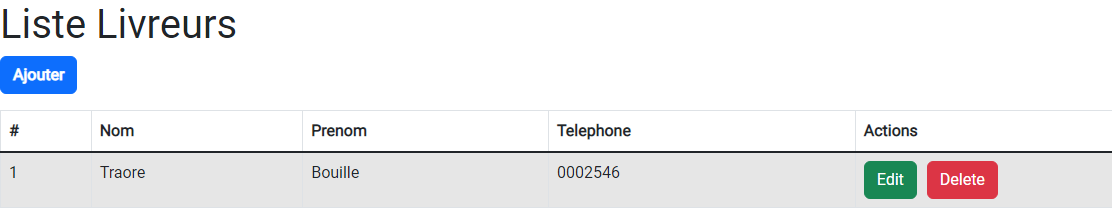 Liste Livreurs
Ajouter
# Nom Prenom Telephone Actions
1 Traore Bouille 0002546 Edit Delete